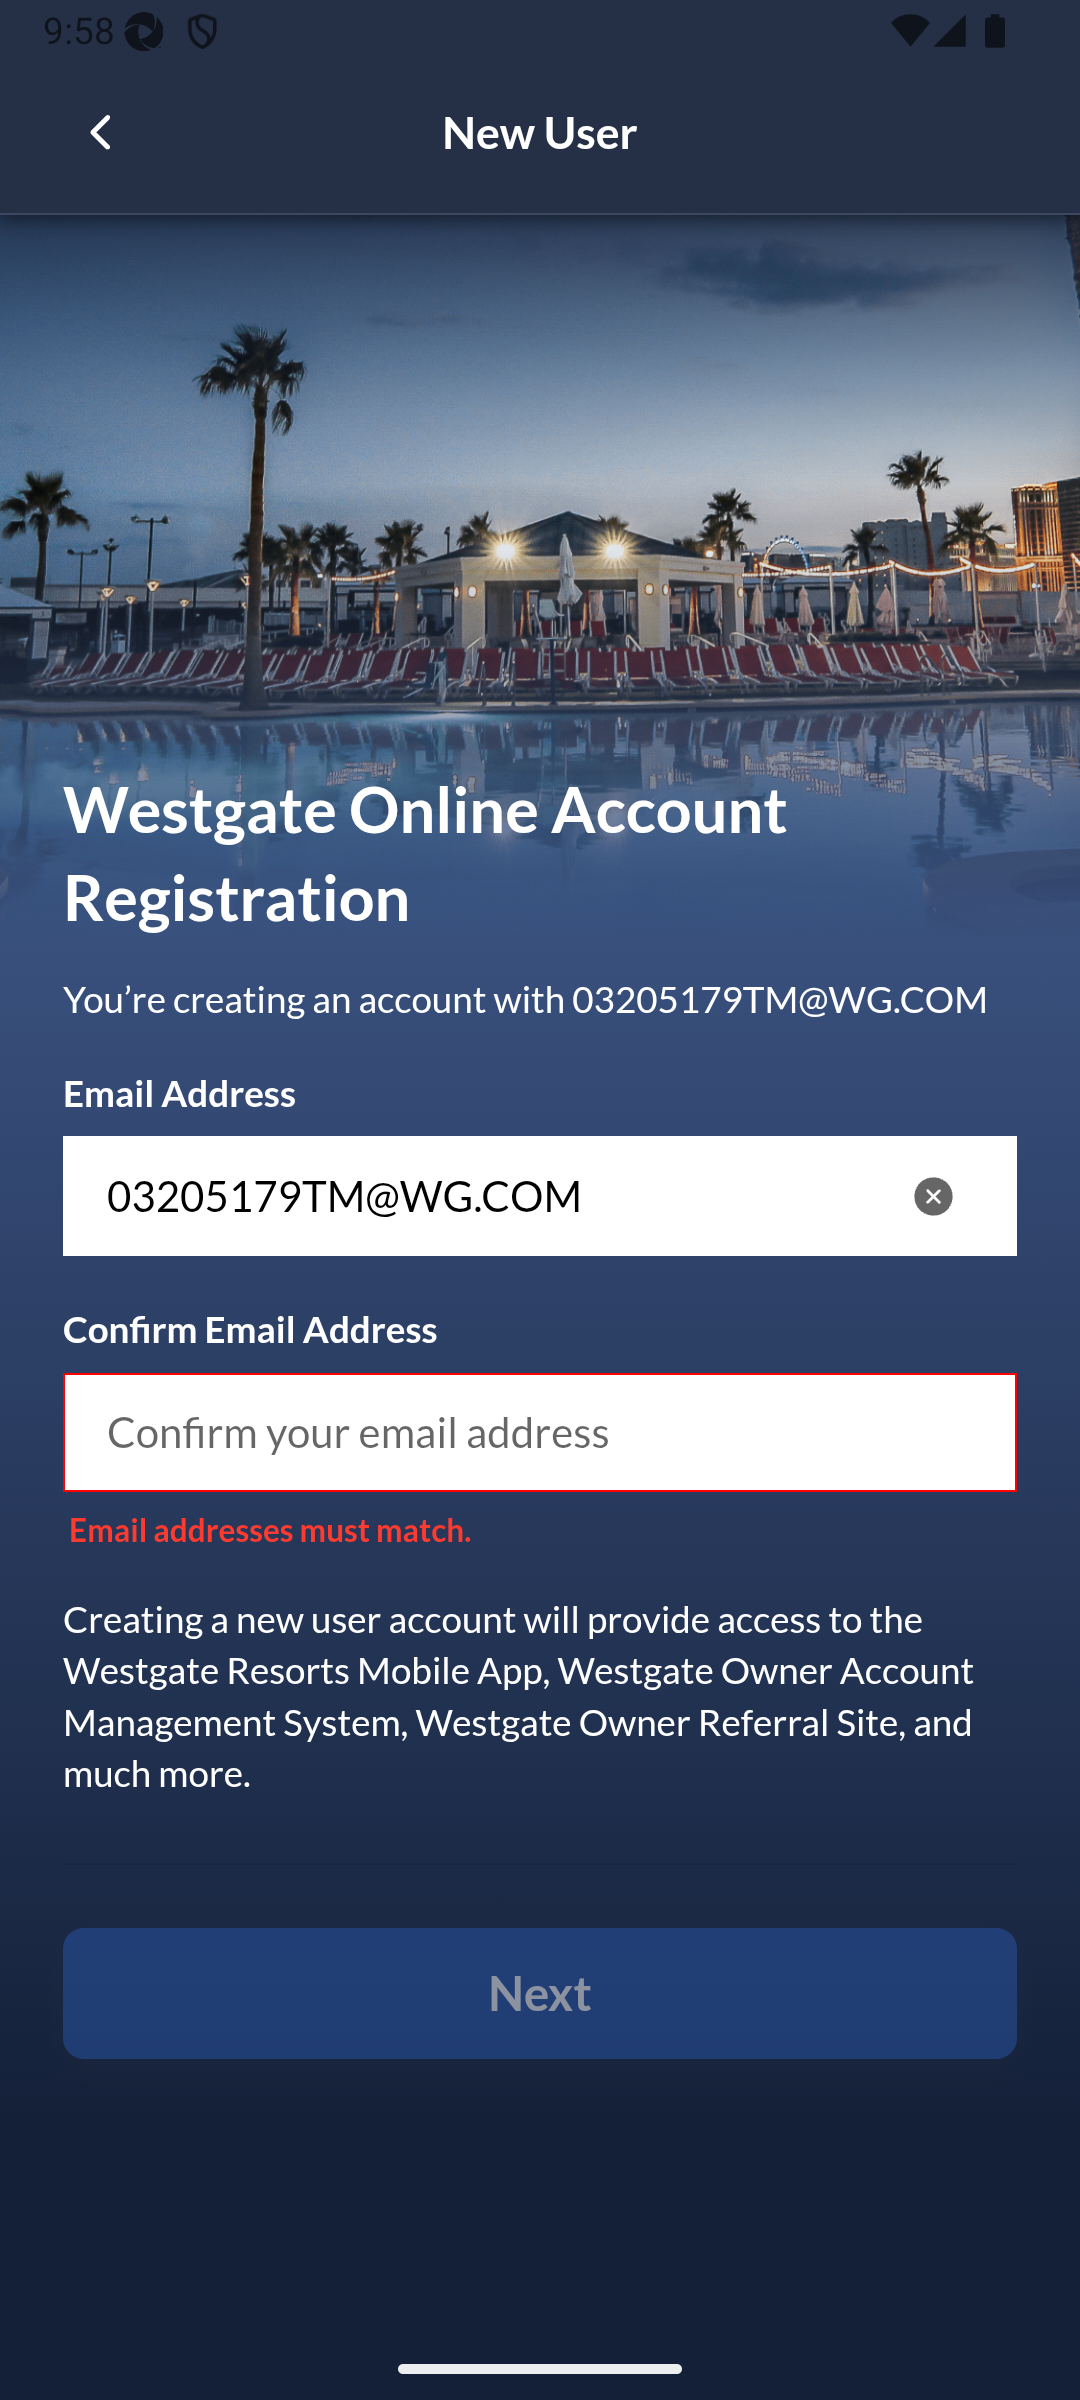 9:58
New User
Westgate Online Account
Registration
You’re creating an account with 03205179TM@WG.COM
Email Address
03205179TM@WG.COM
Confirm Email Address
Confirm your email address
Email addresses must match.
Creating a new user account will provide access to the
Westgate Resorts Mobile App, Westgate Owner Account
Management System, Westgate Owner Referral Site, and
much more.
Next